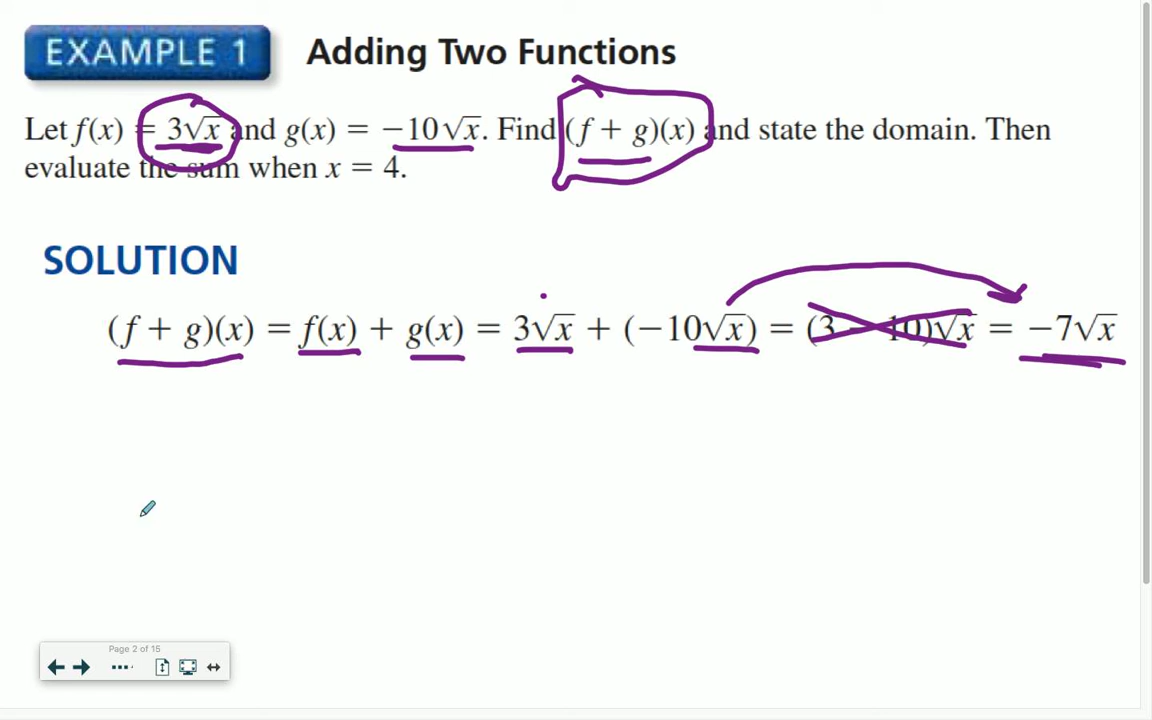 EXAMPLE 1 Adding Two Functions
Let f(x) = 3√x and g(x) = −10√x. Find (f + g)(x) and state the domain. Then
evaluate the sum when x = 4.
SOLUTION
(f + g)(x) = f(x) + g(x) = 3√x + (−10√x) = (3 − 10)√x = −7√x
Page 2 of 15